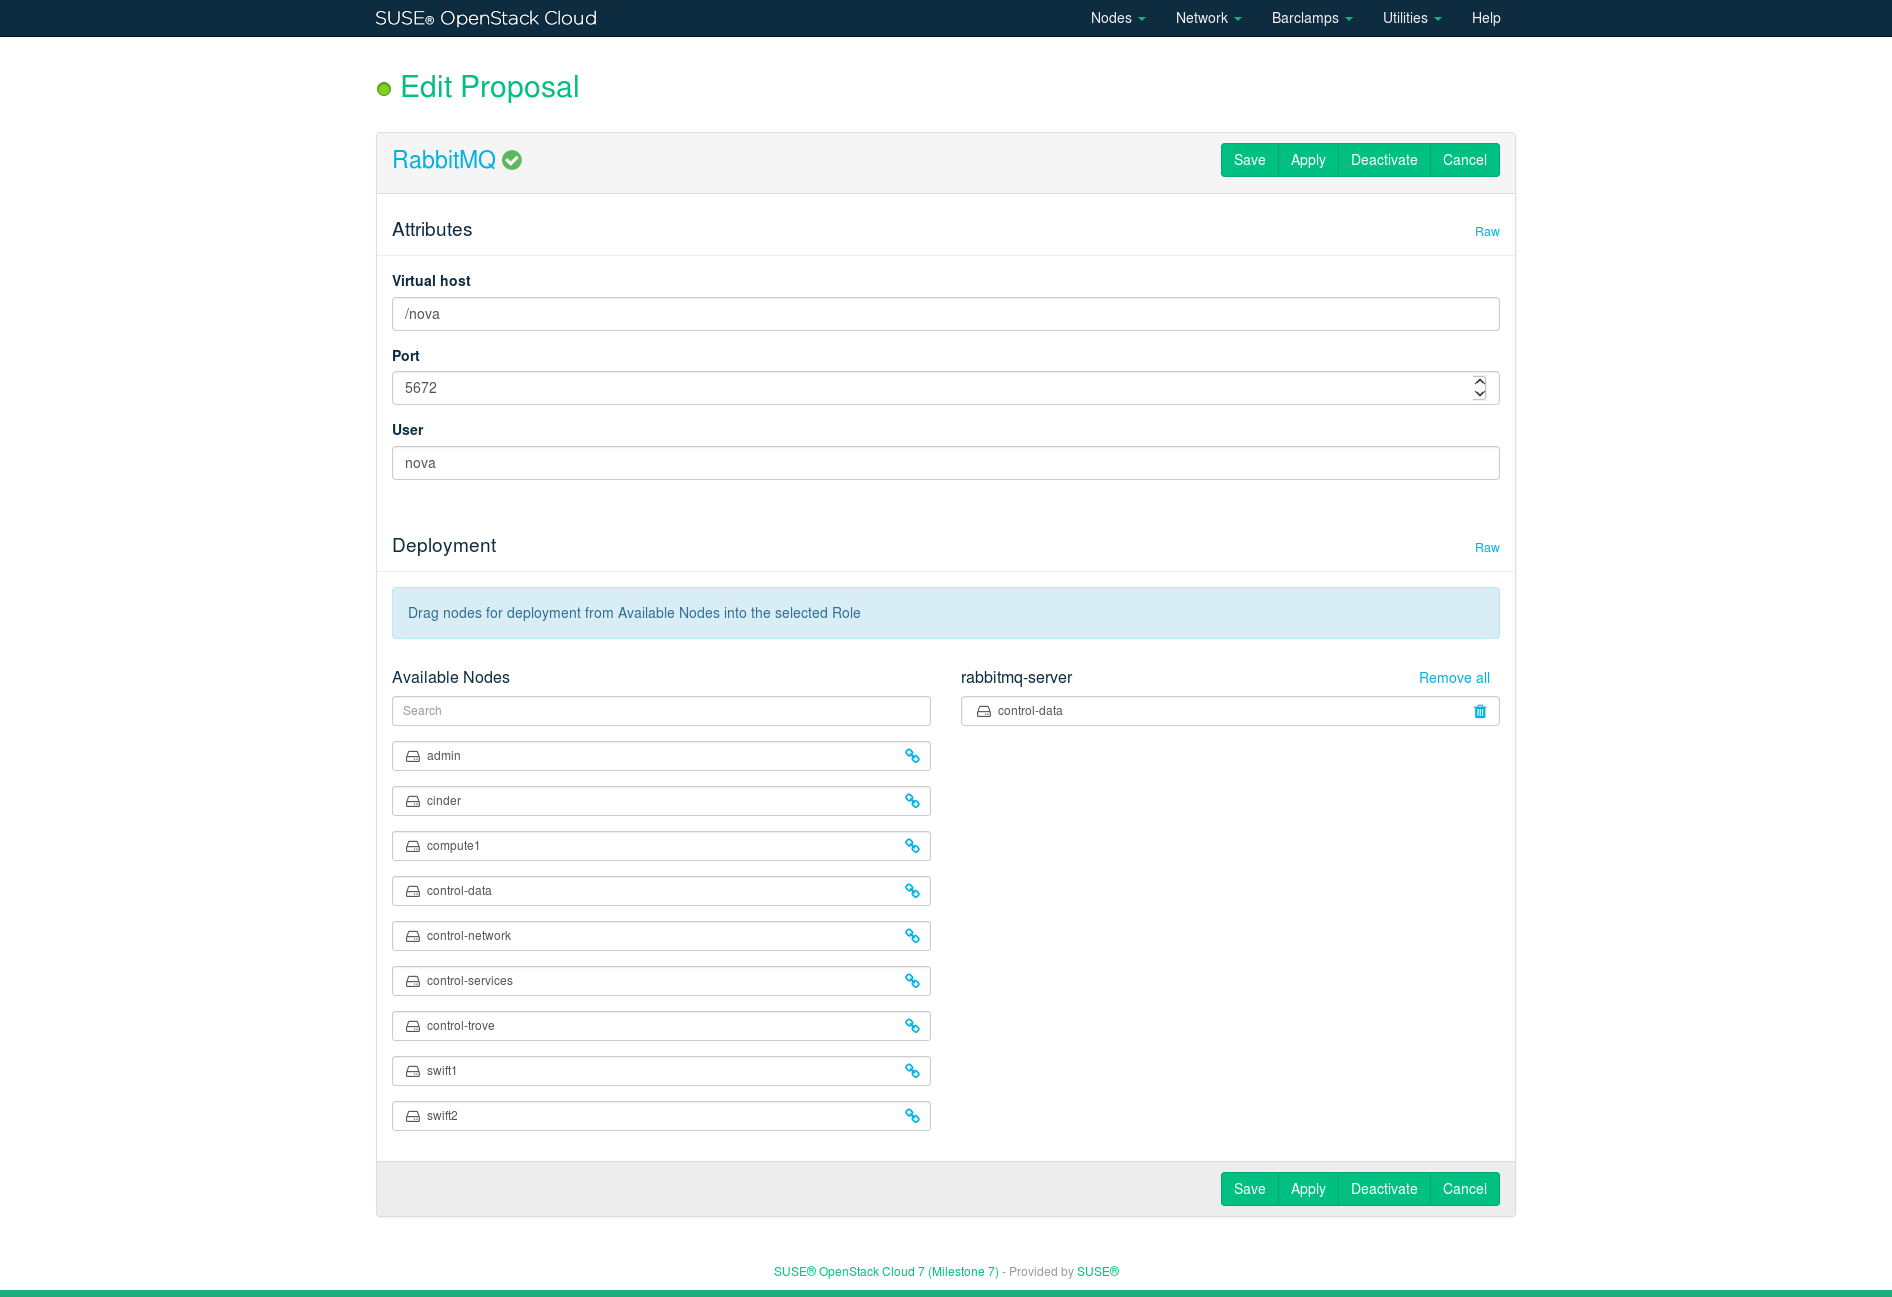 SUSE® OpenStack Cloud Nodes Network Barclamps Utilities Help
Edit Proposal
RabbitMQ Save Apply Deactivate Cancel
Attributes Raw
Virtual host
/nova
Port
5672
User
nova
Deployment Raw
Drag nodes for deployment from Available Nodes into the selected Role
Available Nodes rabbitmq-server Remove all
Search control-data
admin
cinder
compute1
control-data
control-network
control-services
control-trove
swift1
swift2
Save Apply Deactivate Cancel
SUSE® OpenStack Cloud 7 (Milestone 7) - Provided by SUSE®